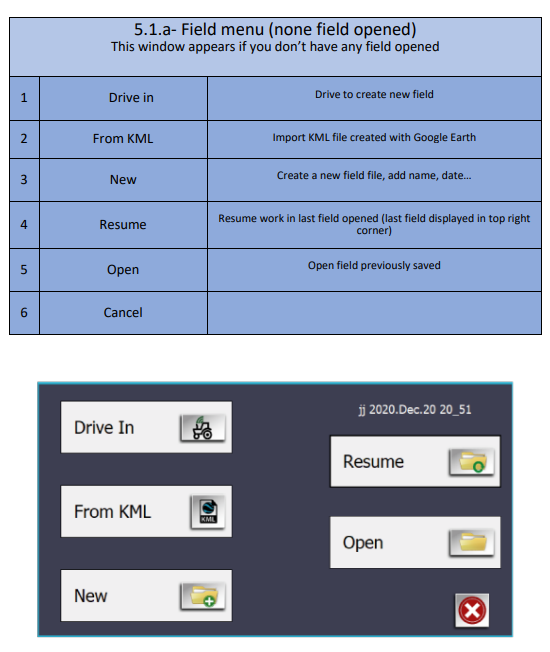 5.1.a- Field menu (none field opened)
This window appears if you don’t have any field opened
1 Drive in Drive to create new field
2 From KML Import KML file created with Google Earth
3 New Create a new field file, add name, date…
4 Resume Resume work in last field opened (last field displayed in top right
corner)
5 Open Open field previously saved
6 Cancel
jj 2020.Dec.20 20_51
Drive In
Resume
From KML
KML
Open
New